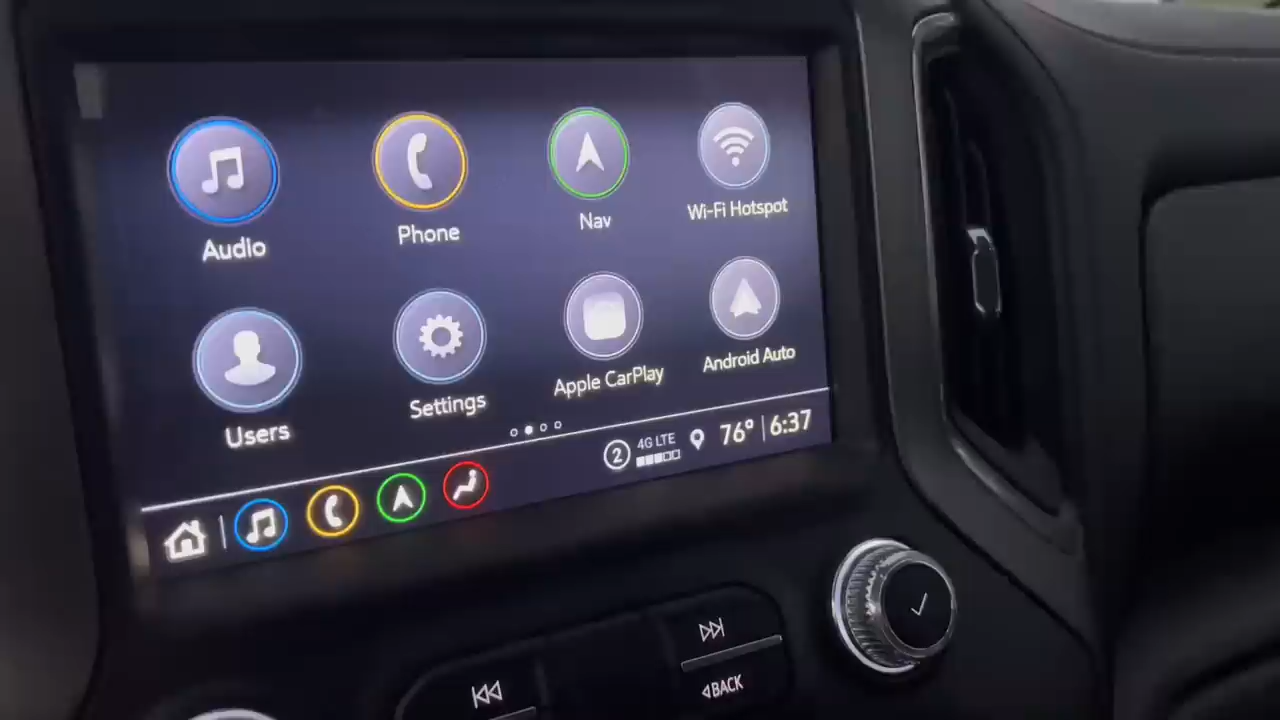 Audio
Phone
Nav
Wi-Fi Hotspot
Users
Settings
Apple CarPlay
Android Auto
2
4G LTE
76°
6:37
BACK